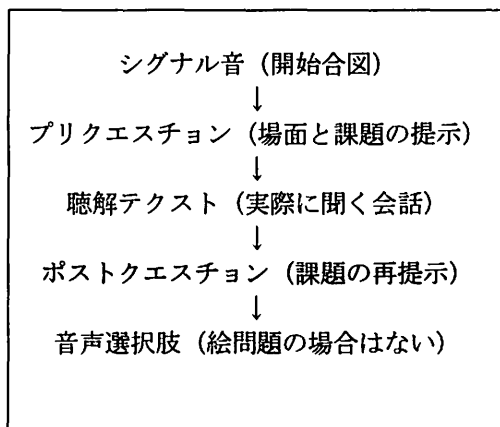 シグナル音（開始合図）
↓
プリクエスチョン（場面と課題の提示）
↓
聴解テクスト（実際に聞く会話）
↓
ポストクエスチョン（課題の再提示）
↓
音声選択肢（絵問題の場合はない）